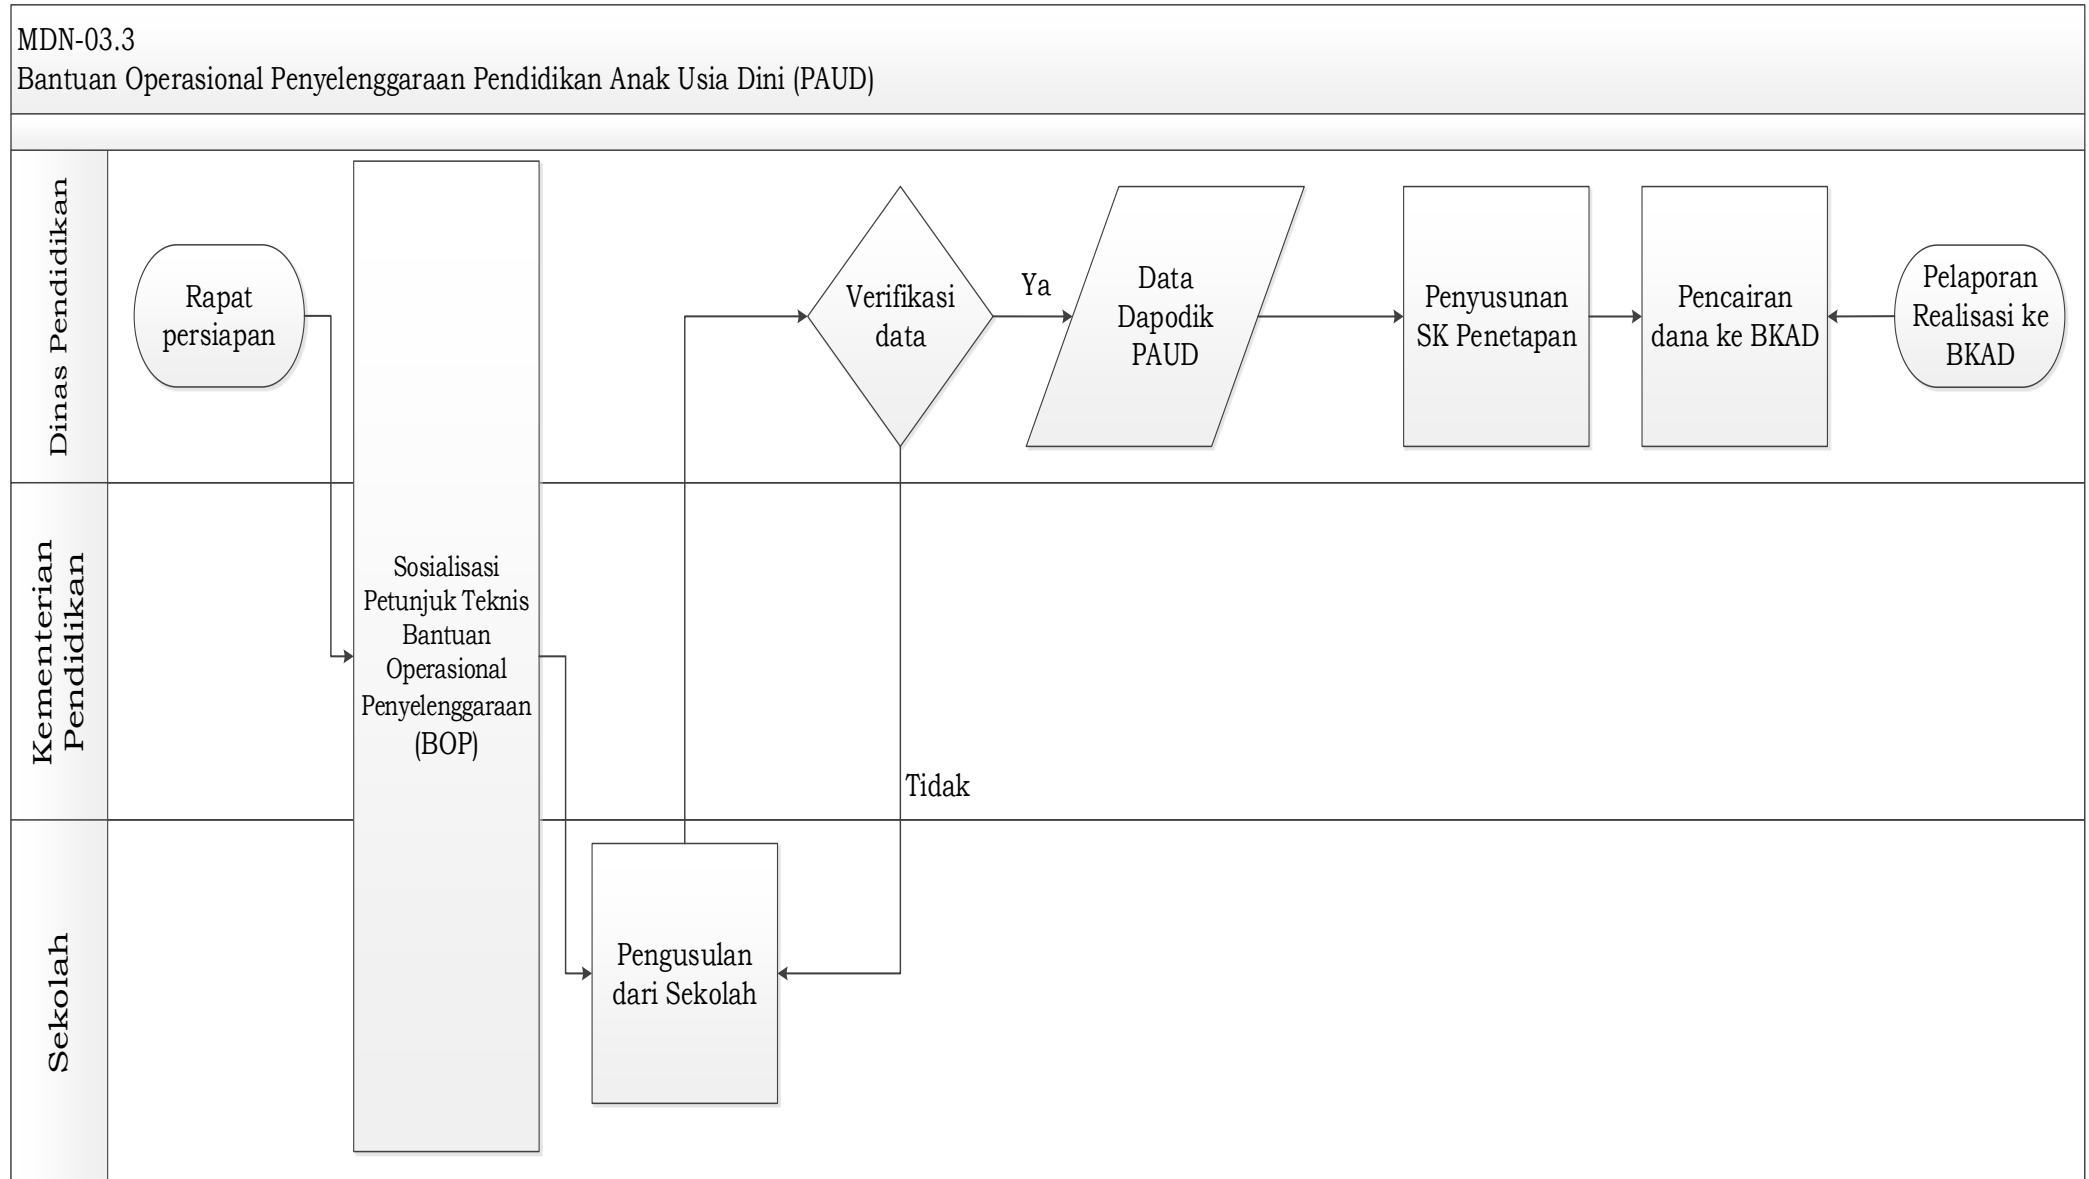 MDN-03.3
Bantuan Operasional Penyelenggaraan Pendidikan Anak Usia Dini (PAUD)
Dinas Pendidikan
Rapat
persiapan
Verifikasi
data
Ya
Data
Dapodik
PAUD
Penyusunan
SK Penetapan
Pencairan
dana ke BKAD
Pelaporan
Realisasi ke
BKAD
Kementerian
Pendidikan
Sosialisasi
Petunjuk Teknis
Bantuan
Operasional
Penyelenggaraan
(BOP)
Tidak
Sekolah
Pengusulan
dari Sekolah